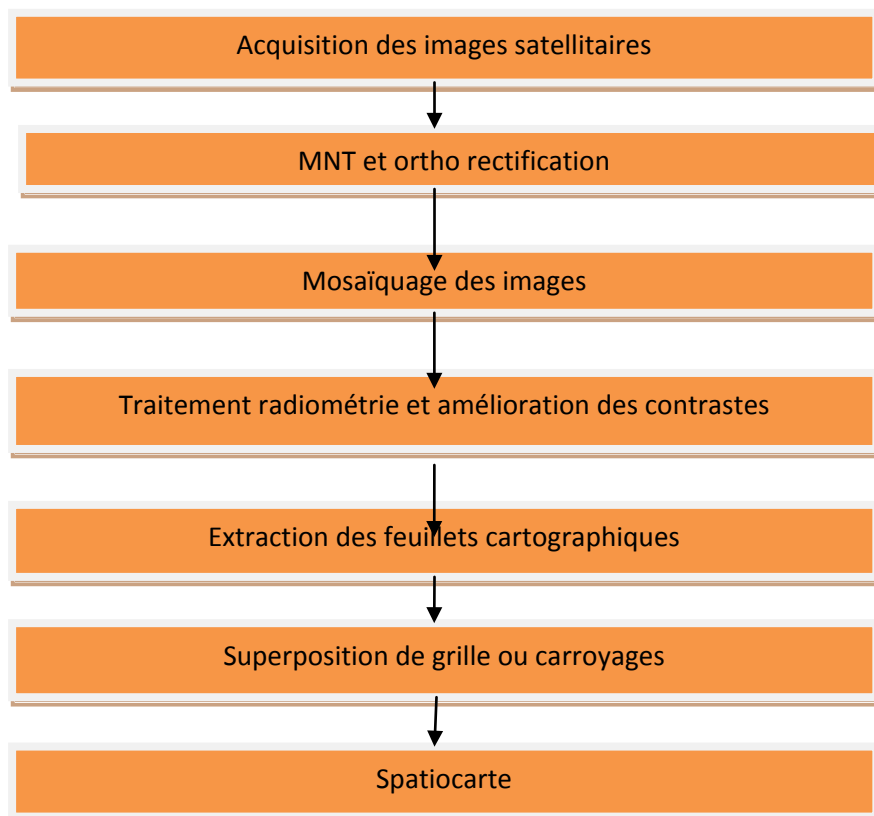 Acquisition des images satellitaires
MNT et ortho rectification
Mosaïquage des images
Traitement radiométrie et amélioration des contrastes
Extraction des feuillets cartographiques
Superposition de grille ou carroyages
Spatiocarte